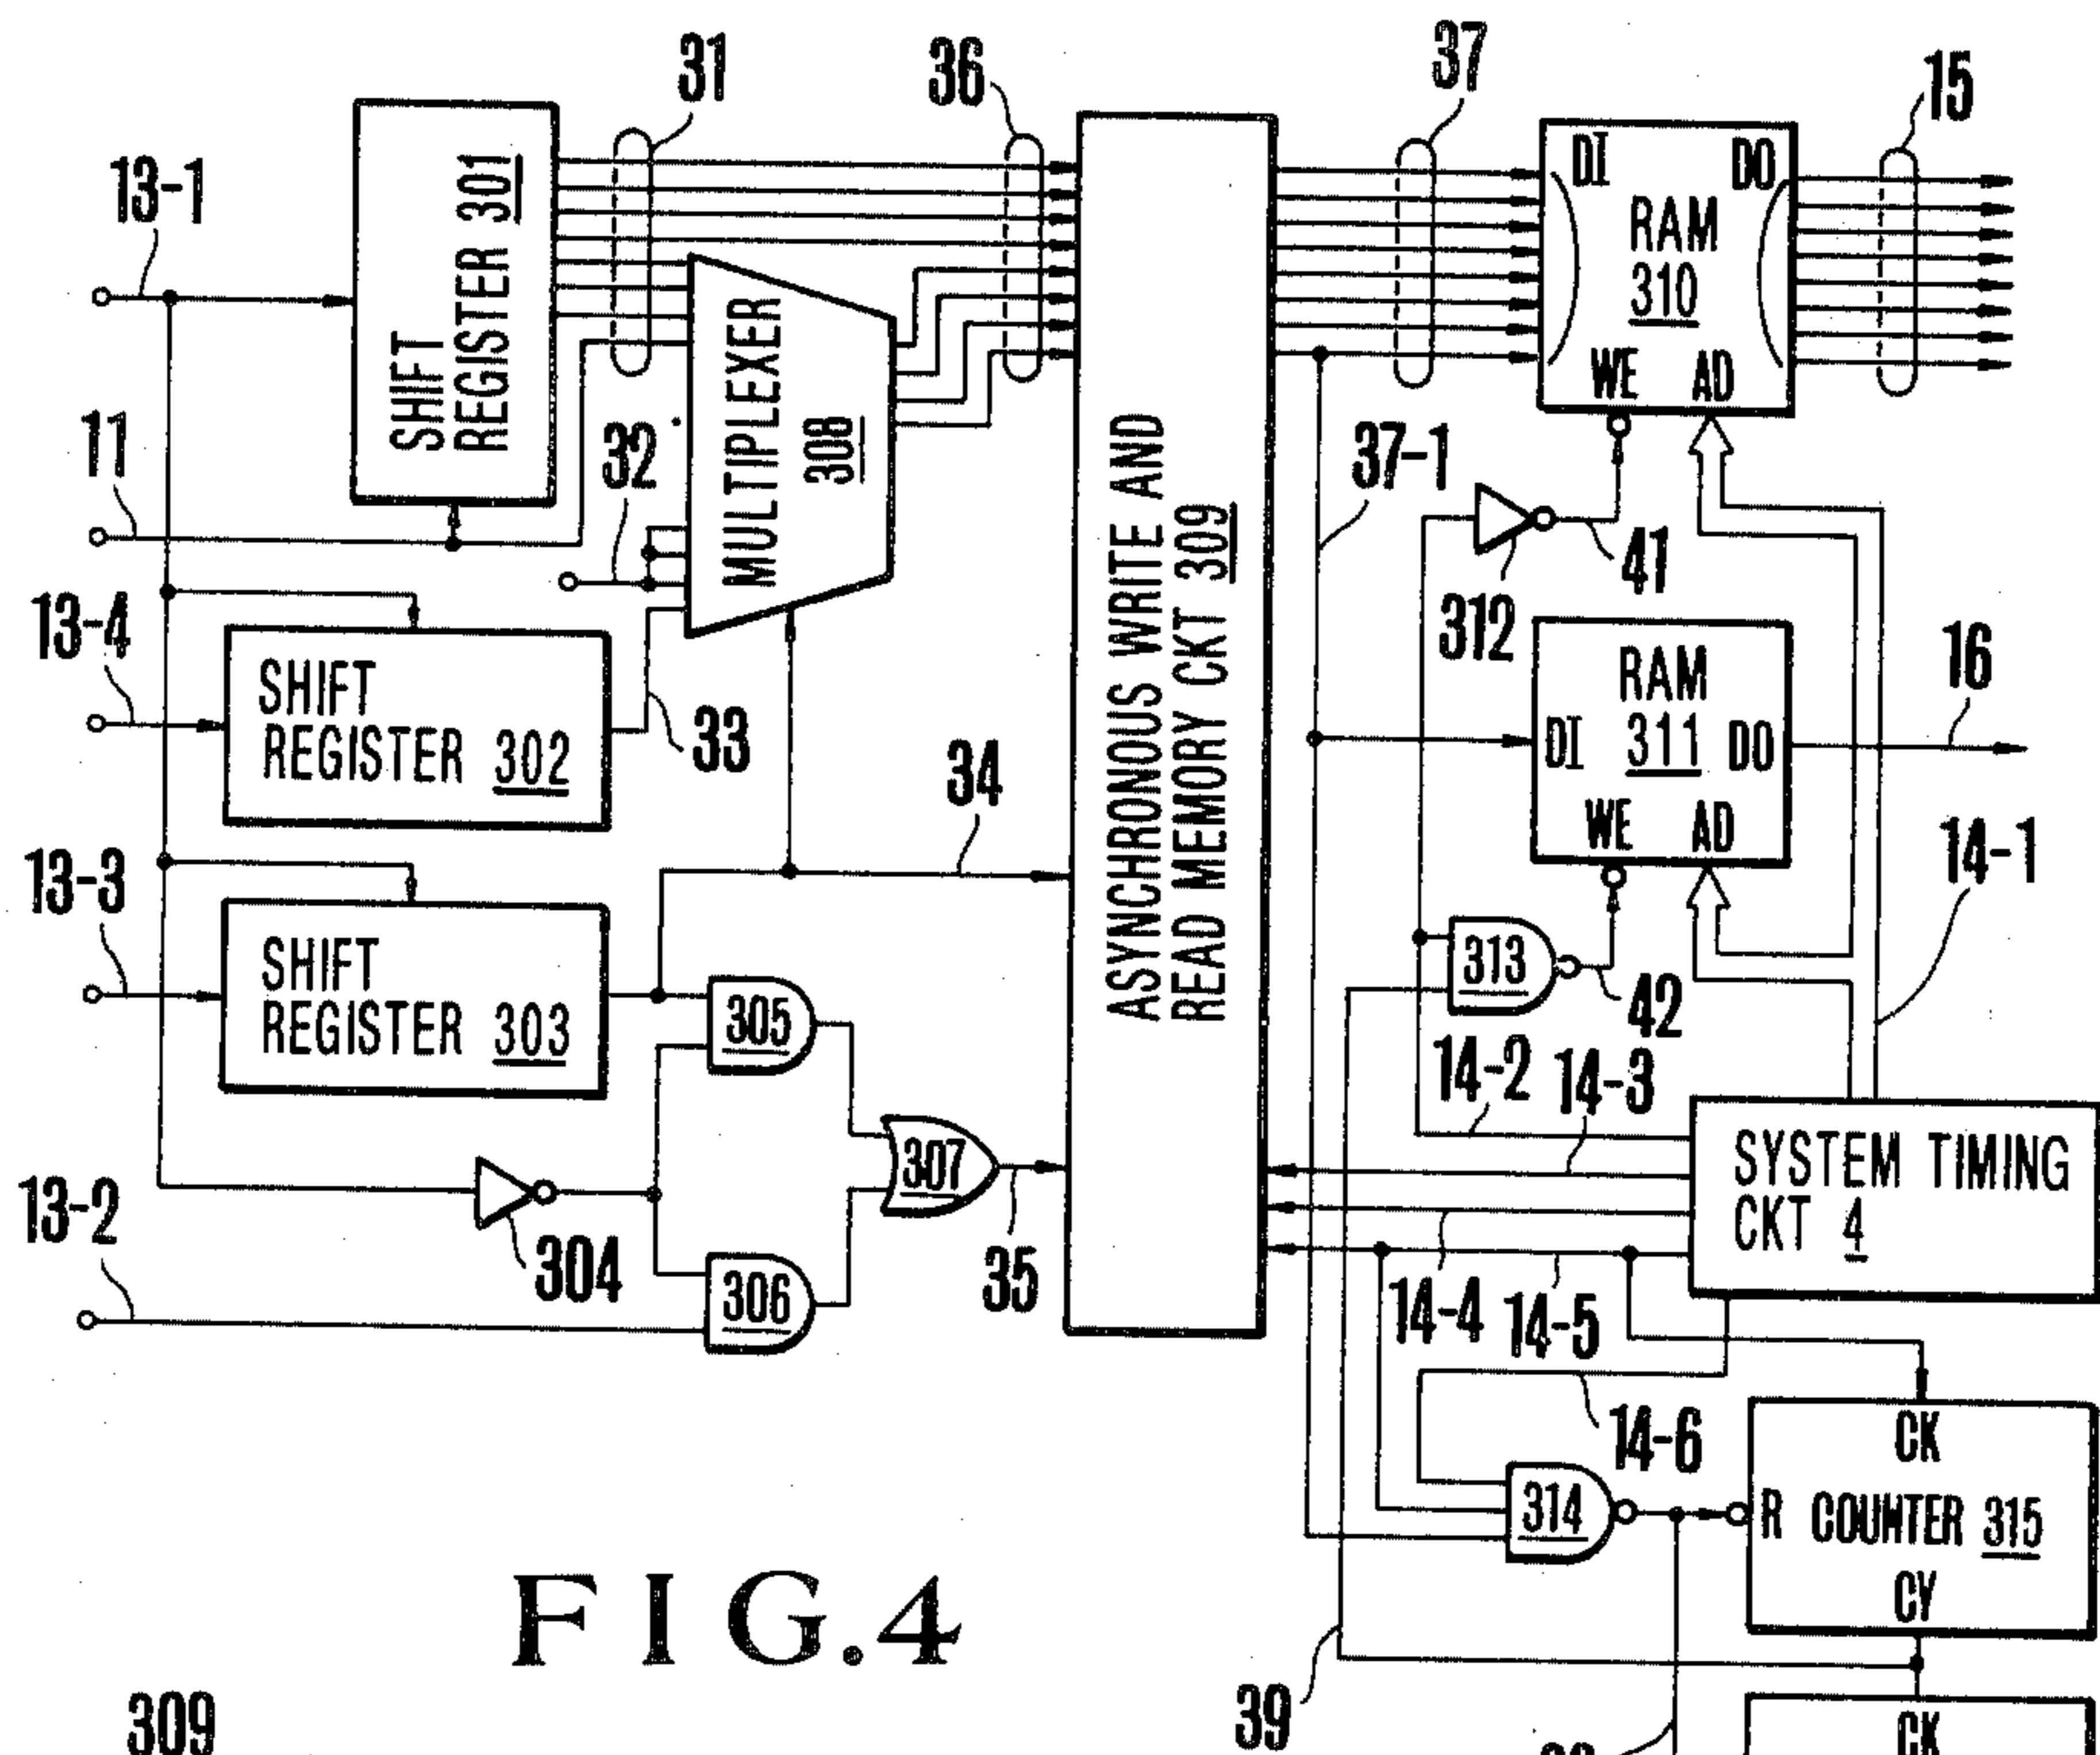 31
36
37
15
13-1
SHIFT
REGISTER 301
DI
DO
RAM
310
WE
AD
11
MULTIPLEXER
308
32
37-1
41
312
13-4
SHIFT
REGISTER 302
33
34
ASYNCHRONOUS WRITE AND
READ MEMORY CKT 309
RAM
311
DI
DO
WE
AD
16
13-3
SHIFT
REGISTER 303
305
313
42
14-1
14-2
14-3
307
SYSTEM TIMING
CKT 4
13-2
304
306
35
14-4
14-5
14-6
314
CK
R COUNTER 315
CY
FIG.4
39
309
CK